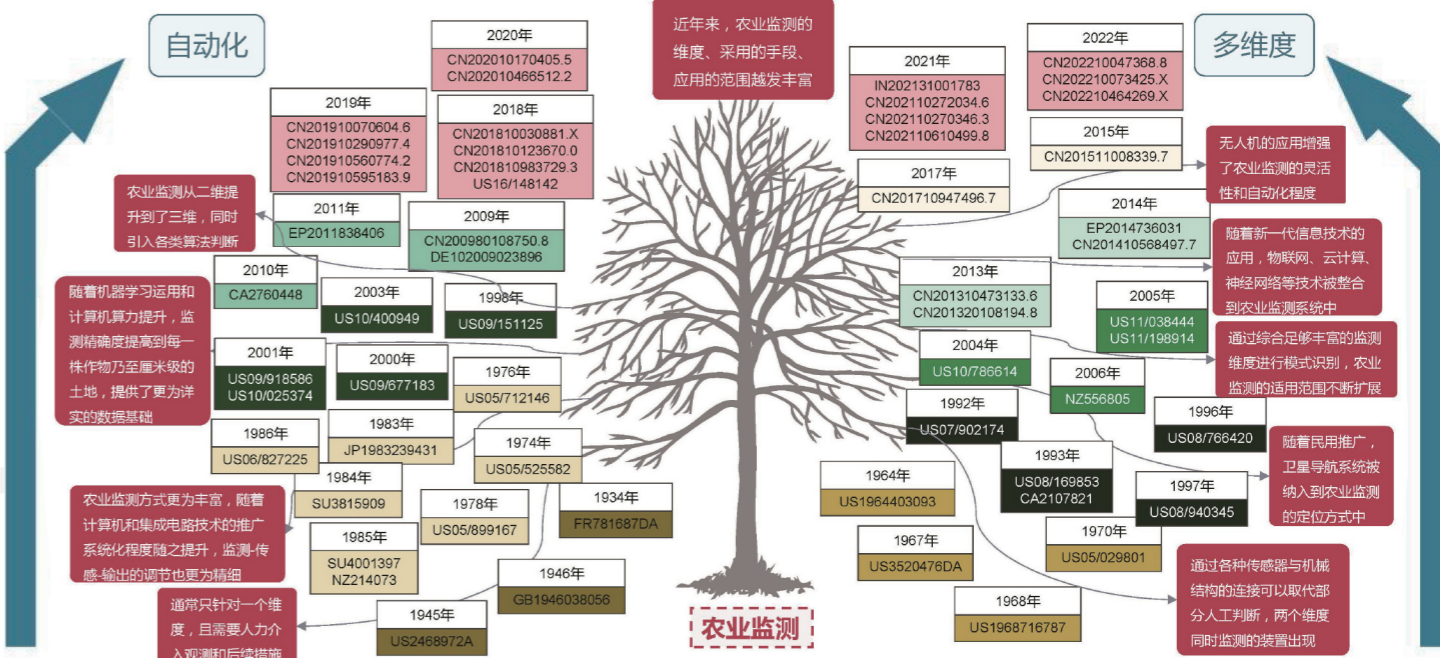 自动化
2020年
CN202010170405.5
CN202010466512.2
2019年
CN201910070604.6
CN201910290977.4
CN201910560774.2
CN201910595183.9
2018年
CN201810030881.X
CN201810123670.0
CN201810983729.3
US16/148142
农业监测从二维提
升到了三维，同时
引入各类算法判断
2011年
EP2011838406
2009年
CN200980108750.8
DE102009023896
2010年
CA2760448
2003年
US10/400949
1998年
US09/151125
随着机器学习运用和
计算机算力提升，监
测精确度提高到每一
株作物乃至厘米级的
土地，提供了更为详
实的数据基础
2001年
US09/918586
US10/025374
2000年
US09/677183
1976年
US05/712146
1986年
US06/827225
1983年
JP1983239431
1974年
US05/525582
1984年
SU3815909
农业监测方式更为丰富，随着
计算机和集成电路技术的推广
系统化程度随之提升，监测-传
感-输出的调节也更为精细
1978年
US05/899167
1934年
FR781687DA
1985年
SU4001397
NZ214073
1946年
GB1946038056
1945年
US2468972A
通常只针对一个维
度，且需要人力介
入观测和后续措施
近年来，农业监测的
维度、采用的手段、
应用的范围越发丰富
农业监测
多维度
2022年
CN202210047368.8
CN202210073425.X
CN202210464269.X
2021年
IN202131001783
CN202110272034.6
CN202110270346.3
CN202110610499.8
2015年
CN201511008339.7
无人机的应用增强
了农业监测的灵活
性和自动化程度
2017年
CN201710947496.7
2014年
EP2014736031
CN201410568497.7
随着新一代信息技术的
应用，物联网、云计算、
神经网络等技术被整合
到农业监测系统中
2013年
CN201310473133.6
CN201320108194.8
2005年
US11/038444
US11/198914
通过综合足够丰富的监测
维度进行模式识别，农业
监测的适用范围不断扩展
2004年
US10/786614
2006年
NZ556805
1992年
US07/902174
1996年
US08/766420
随着民用推广，
卫星导航系统被
纳入到农业监测
的定位方式中
1993年
US08/169853
CA2107821
1997年
US08/940345
1964年
US1964403093
1970年
US05/029801
1967年
US3520476DA
1968年
US1968716787
通过各种传感器与机械
结构的连接可以取代部
分人工判断，两个维度
同时监测的装置出现